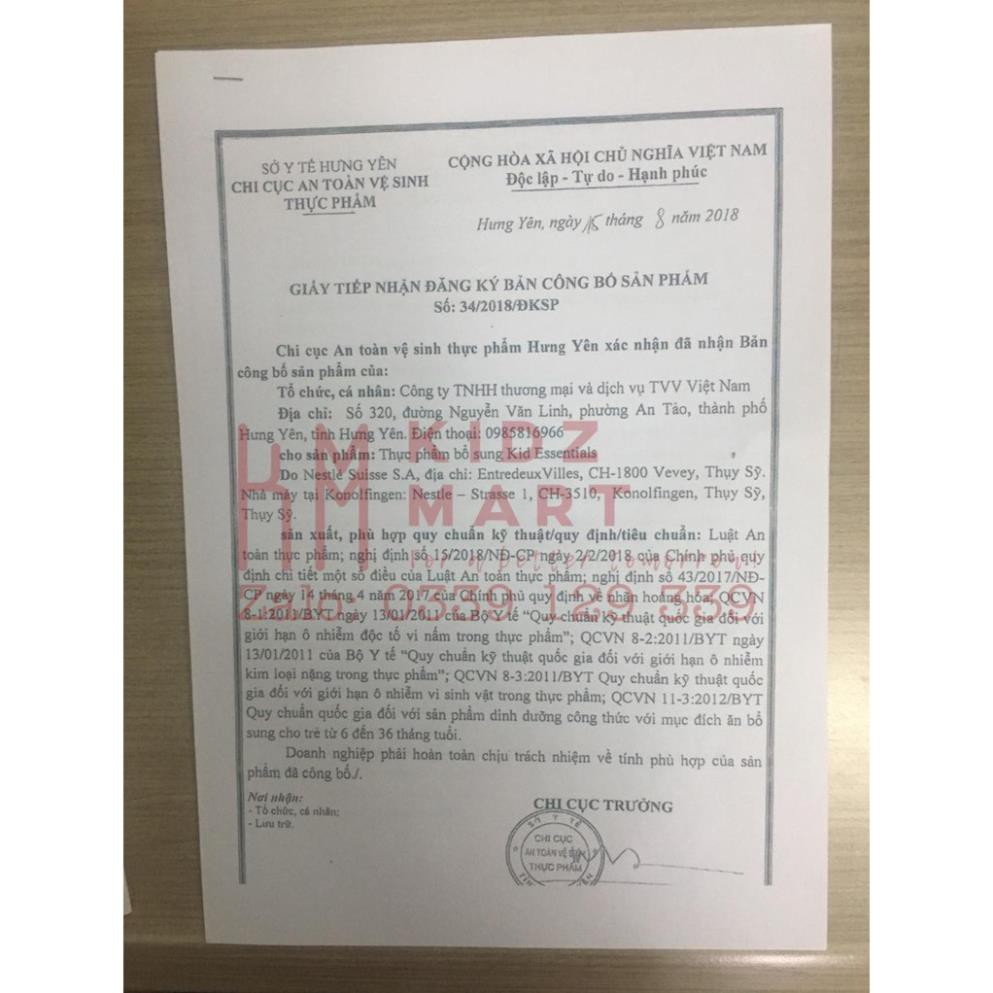 SỞ Y TẾ HƯNG YÊN
CHI CỤC AN TOÀN VỆ SINH
THỰC PHẨM
CỘNG HÒA XÃ HỘI CHỦ NGHĨA VIỆT NAM
Độc lập - Tự do - Hạnh phúc
Hưng Yên, ngày 15 tháng 8 năm 2018
GIẤY TIẾP NHẬN ĐĂNG KÝ BẢN CÔNG BỐ SẢN PHẨM
Số: 34/2018/ĐKSP
Chi cục An toàn vệ sinh thực phẩm Hưng Yên xác nhận đã nhận Bản
công bố sản phẩm của:
Tổ chức, cá nhân: Công ty TNHH thương mại và dịch vụ TVV Việt Nam
Địa chỉ: Số 320, đường Nguyễn Văn Linh, phường An Tảo, thành phố
Hưng Yên, tỉnh Hưng Yên. Điện thoại: 0985816966
cho sản phẩm: Thực phẩm bổ sung Kid Essentials
Do Nestlé Suisse S.A, địa chỉ: EntredeuxVilles, CH-1800 Vevey, Thụy Sỹ.
Nhà máy tại Konolfingen: Nestle – Strasse 1, CH-3510, Konolfingen, Thụy Sỹ,
Thụy Sỹ.
sản xuất, phù hợp quy chuẩn kỹ thuật/quy định/tiêu chuẩn: Luật An
toàn thực phẩm; nghị định số 15/2018/NĐ-CP ngày 2/2/2018 của Chính phủ quy
định chi tiết một số điều của Luật An toàn thực phẩm; nghị định số 43/2017/NĐ-
CP ngày 14 tháng 4 năm 2017 của Chính phủ quy định về nhãn hoảng hóa; QCVN
8-1:2011/BYT ngày 13/01/2011 của Bộ Y tế “Quy chuẩn kỹ thuật quốc gia đối với
giới hạn ô nhiễm độc tố vi nấm trong thực phẩm”; QCVN 8-2:2011/BYT ngày
13/01/2011 của Bộ Y tế “Quy chuẩn kỹ thuật quốc gia đối với giới hạn ô nhiễm
kim loại nặng trong thực phẩm”; QCVN 8-3:2011/BYT Quy chuẩn kỹ thuật quốc
gia đối với giới hạn ô nhiễm vi sinh vật trong thực phẩm; QCVN 11-3:2012/BYT
Quy chuẩn quốc gia đối với sản phẩm dinh dưỡng công thức với mục đích ăn bổ
sung cho trẻ từ 6 đến 36 tháng tuổi.
Doanh nghiệp phải hoàn toàn chịu trách nhiệm về tính phù hợp của sản
phẩm đã công bố./.
Nơi nhận:
- Tổ chức, cá nhân;
- Lưu trữ.
CHI CỤC TRƯỞNG
SỞ Y TẾ
CHI CỤC
AN TOÀN VỆ SINH
THỰC PHẨM
KM KIDZ
MART
for a better tomorrow
Zalo: 0339 129 339